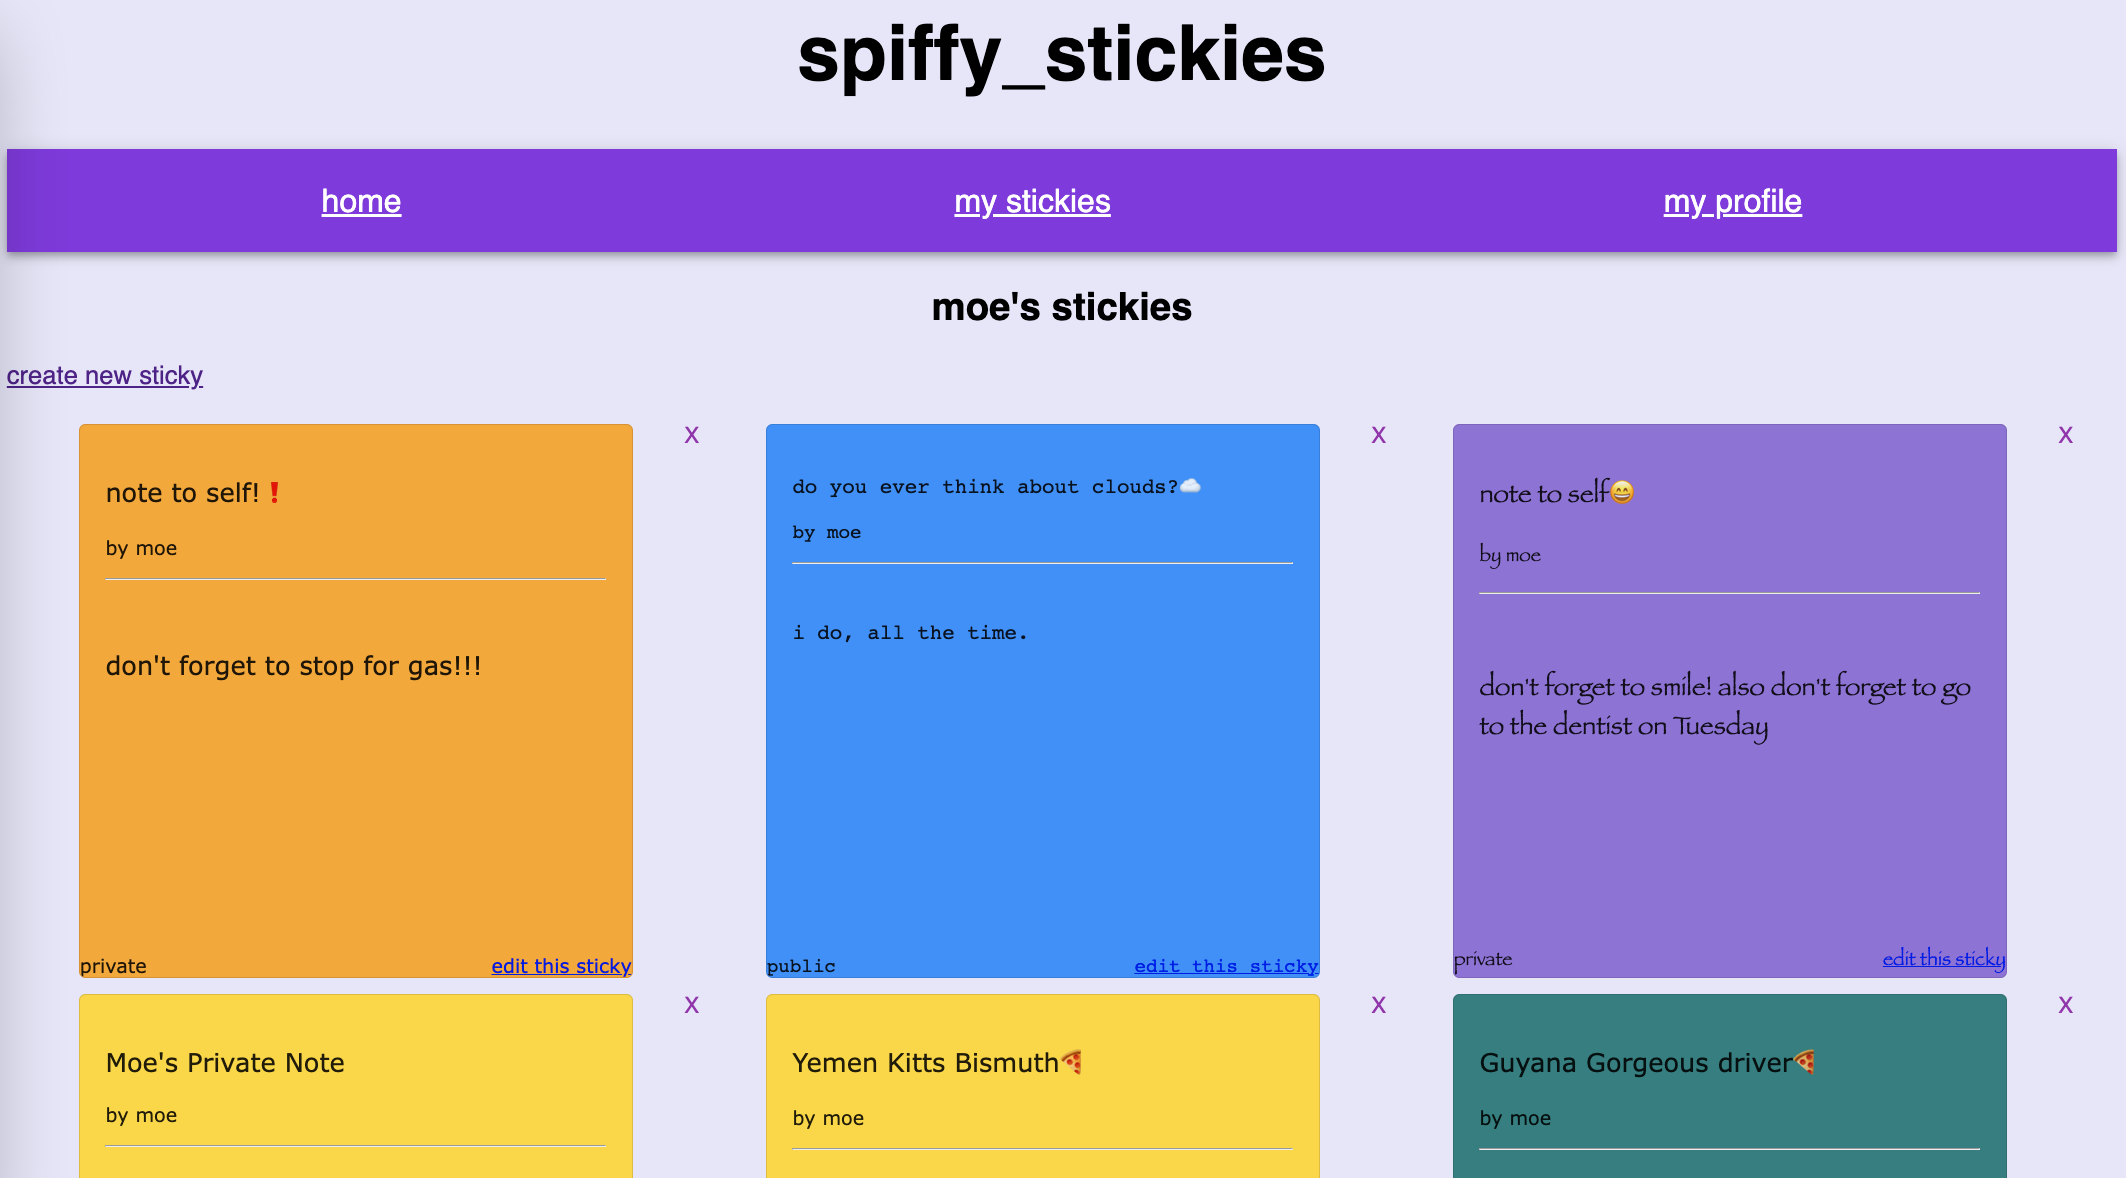 spiffy_stickies
home
my stickies
my profile
moe's stickies
create new sticky
note to self! ❗
by moe
don't forget to stop for gas!!!
private
edit this sticky
X
do you ever think about clouds?☁️
by moe
i do, all the time.
public
edit this sticky
X
note to self😄
by moe
don't forget to smile! also don't forget to go
to the dentist on Tuesday
private
edit this sticky
X
Moe's Private Note
by moe
X
Yemen Kitts Bismuth🍕
by moe
X
Guyana Gorgeous driver🍕
by moe
X